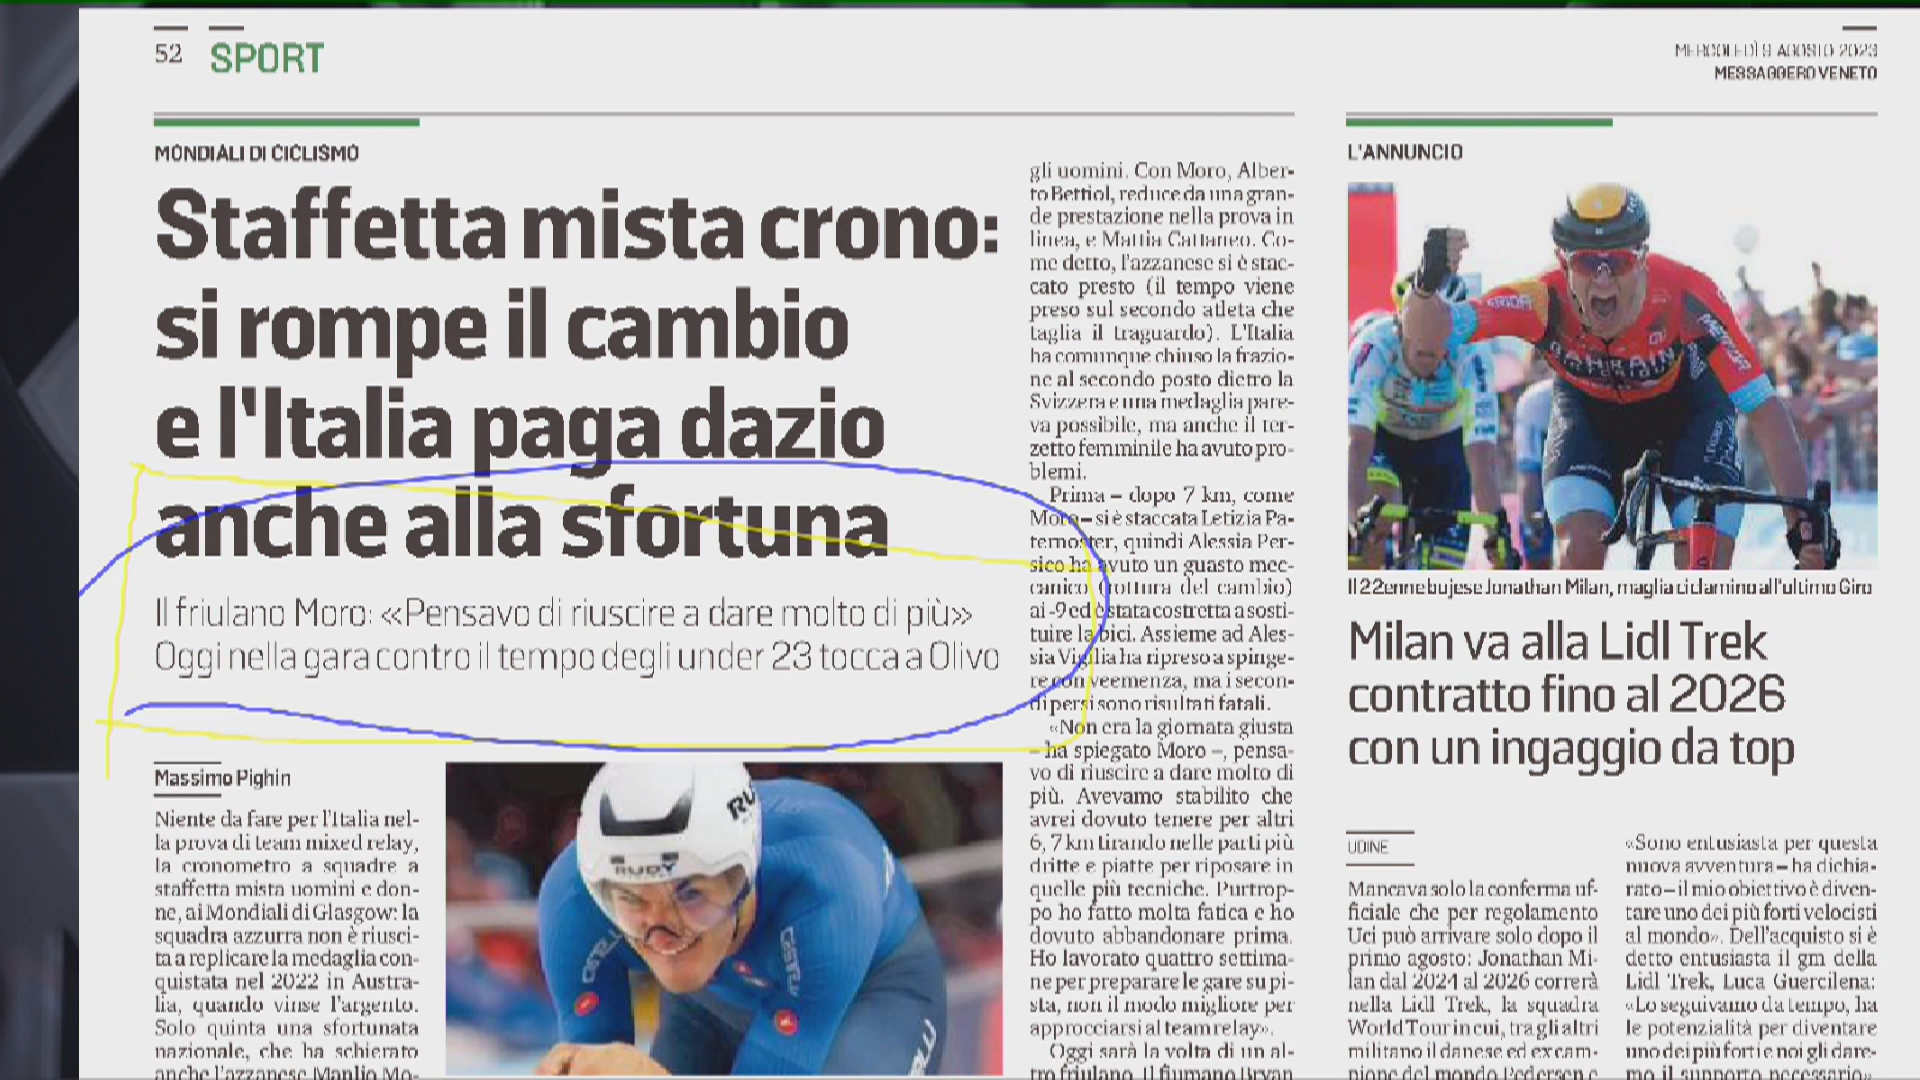 52 SPORT
MERCOLEDÌ 9 AGOSTO 2023
MESSAGGERO VENETO
MONDIALI DI CICLISMO
Staffetta mista crono:
si rompe il cambio
e l'Italia paga dazio
anche alla sfortuna
Il friulano Moro: «Pensavo di riuscire a dare molto di più»
Oggi nella gara contro il tempo degli under 23 tocca a Olivo
Massimo Pighin
Niente da fare per l'Italia nel-
la prova di team mixed relay,
la cronometro a squadre a
staffetta mista uomini e don-
ne, ai Mondiali di Glasgow: la
squadra azzurra non è riusci-
ta a replicare la medaglia con-
quistata nel 2022 in Austra-
lia, quando vinse l'argento.
Solo quinta una sfortunata
nazionale, che ha schierato
anche l'azzanese Manlio Mo-
RUDY
gli uomini. Con Moro, Alber-
to Bettiol, reduce da una gran-
de prestazione nella prova in
linea, e Mattia Cattaneo. Co-
me detto, l'azzanese si è stac-
cato presto (il tempo viene
preso sul secondo atleta che
taglia il traguardo). L'Italia
ha comunque chiuso la frazio-
ne al secondo posto dietro la
Svizzera e una medaglia pare-
va possibile, ma anche il ter-
zetto femminile ha avuto pro-
blemi.
Prima – dopo 7 km, come
Moro – si è staccata Letizia Pa-
ternoster, quindi Alessia Per-
sico ha avuto un guasto mec-
canico (rottura del cambio)
ai -9 ed è stata costretta a sosti-
tuire la bici. Assieme ad Ales-
sia Vigilia ha ripreso a spinge-
re con veemenza, ma i secon-
di persi sono risultati fatali.
«Non era la giornata giusta
– ha spiegato Moro –, pensa-
vo di riuscire a dare molto di
più. Avevamo stabilito che
avrei dovuto tenere per altri
6, 7 km tirando nelle parti più
dritte e piatte per riposare in
quelle più tecniche. Purtrop-
po ho fatto molta fatica e ho
dovuto abbandonare prima.
Ho lavorato quattro settima-
ne per preparare le gare su pi-
sta, non il modo migliore per
approcciarsi al team relay».
Oggi sarà la volta di un al-
tro friulano. Il fiumano Bryan
L'ANNUNCIO
BAHRAIN
Il 22enne bujese Jonathan Milan, maglia ciclamino all'ultimo Giro
Milan va alla Lidl Trek
contratto fino al 2026
con un ingaggio da top
UDINE
Mancava solo la conferma uf-
ficiale che per regolamento
Uci può arrivare solo dopo il
primo agosto: Jonathan Mi-
lan dal 2024 al 2026 correrà
nella Lidl Trek, la squadra
World Tour in cui, tra gli altri
militano il danese ed ex cam-
pione del mondo Pedersen e
«Sono entusiasta per questa
nuova avventura – ha dichia-
rato – il mio obiettivo è diven-
tare uno dei più forti velocisti
al mondo». Dell'acquisto si è
detto entusiasta il gm della
Lidl Trek, Luca Guercilena:
«Lo seguivamo da tempo, ha
le potenzialità per diventare
uno dei più forti e noi gli dare-
mo il supporto necessario».